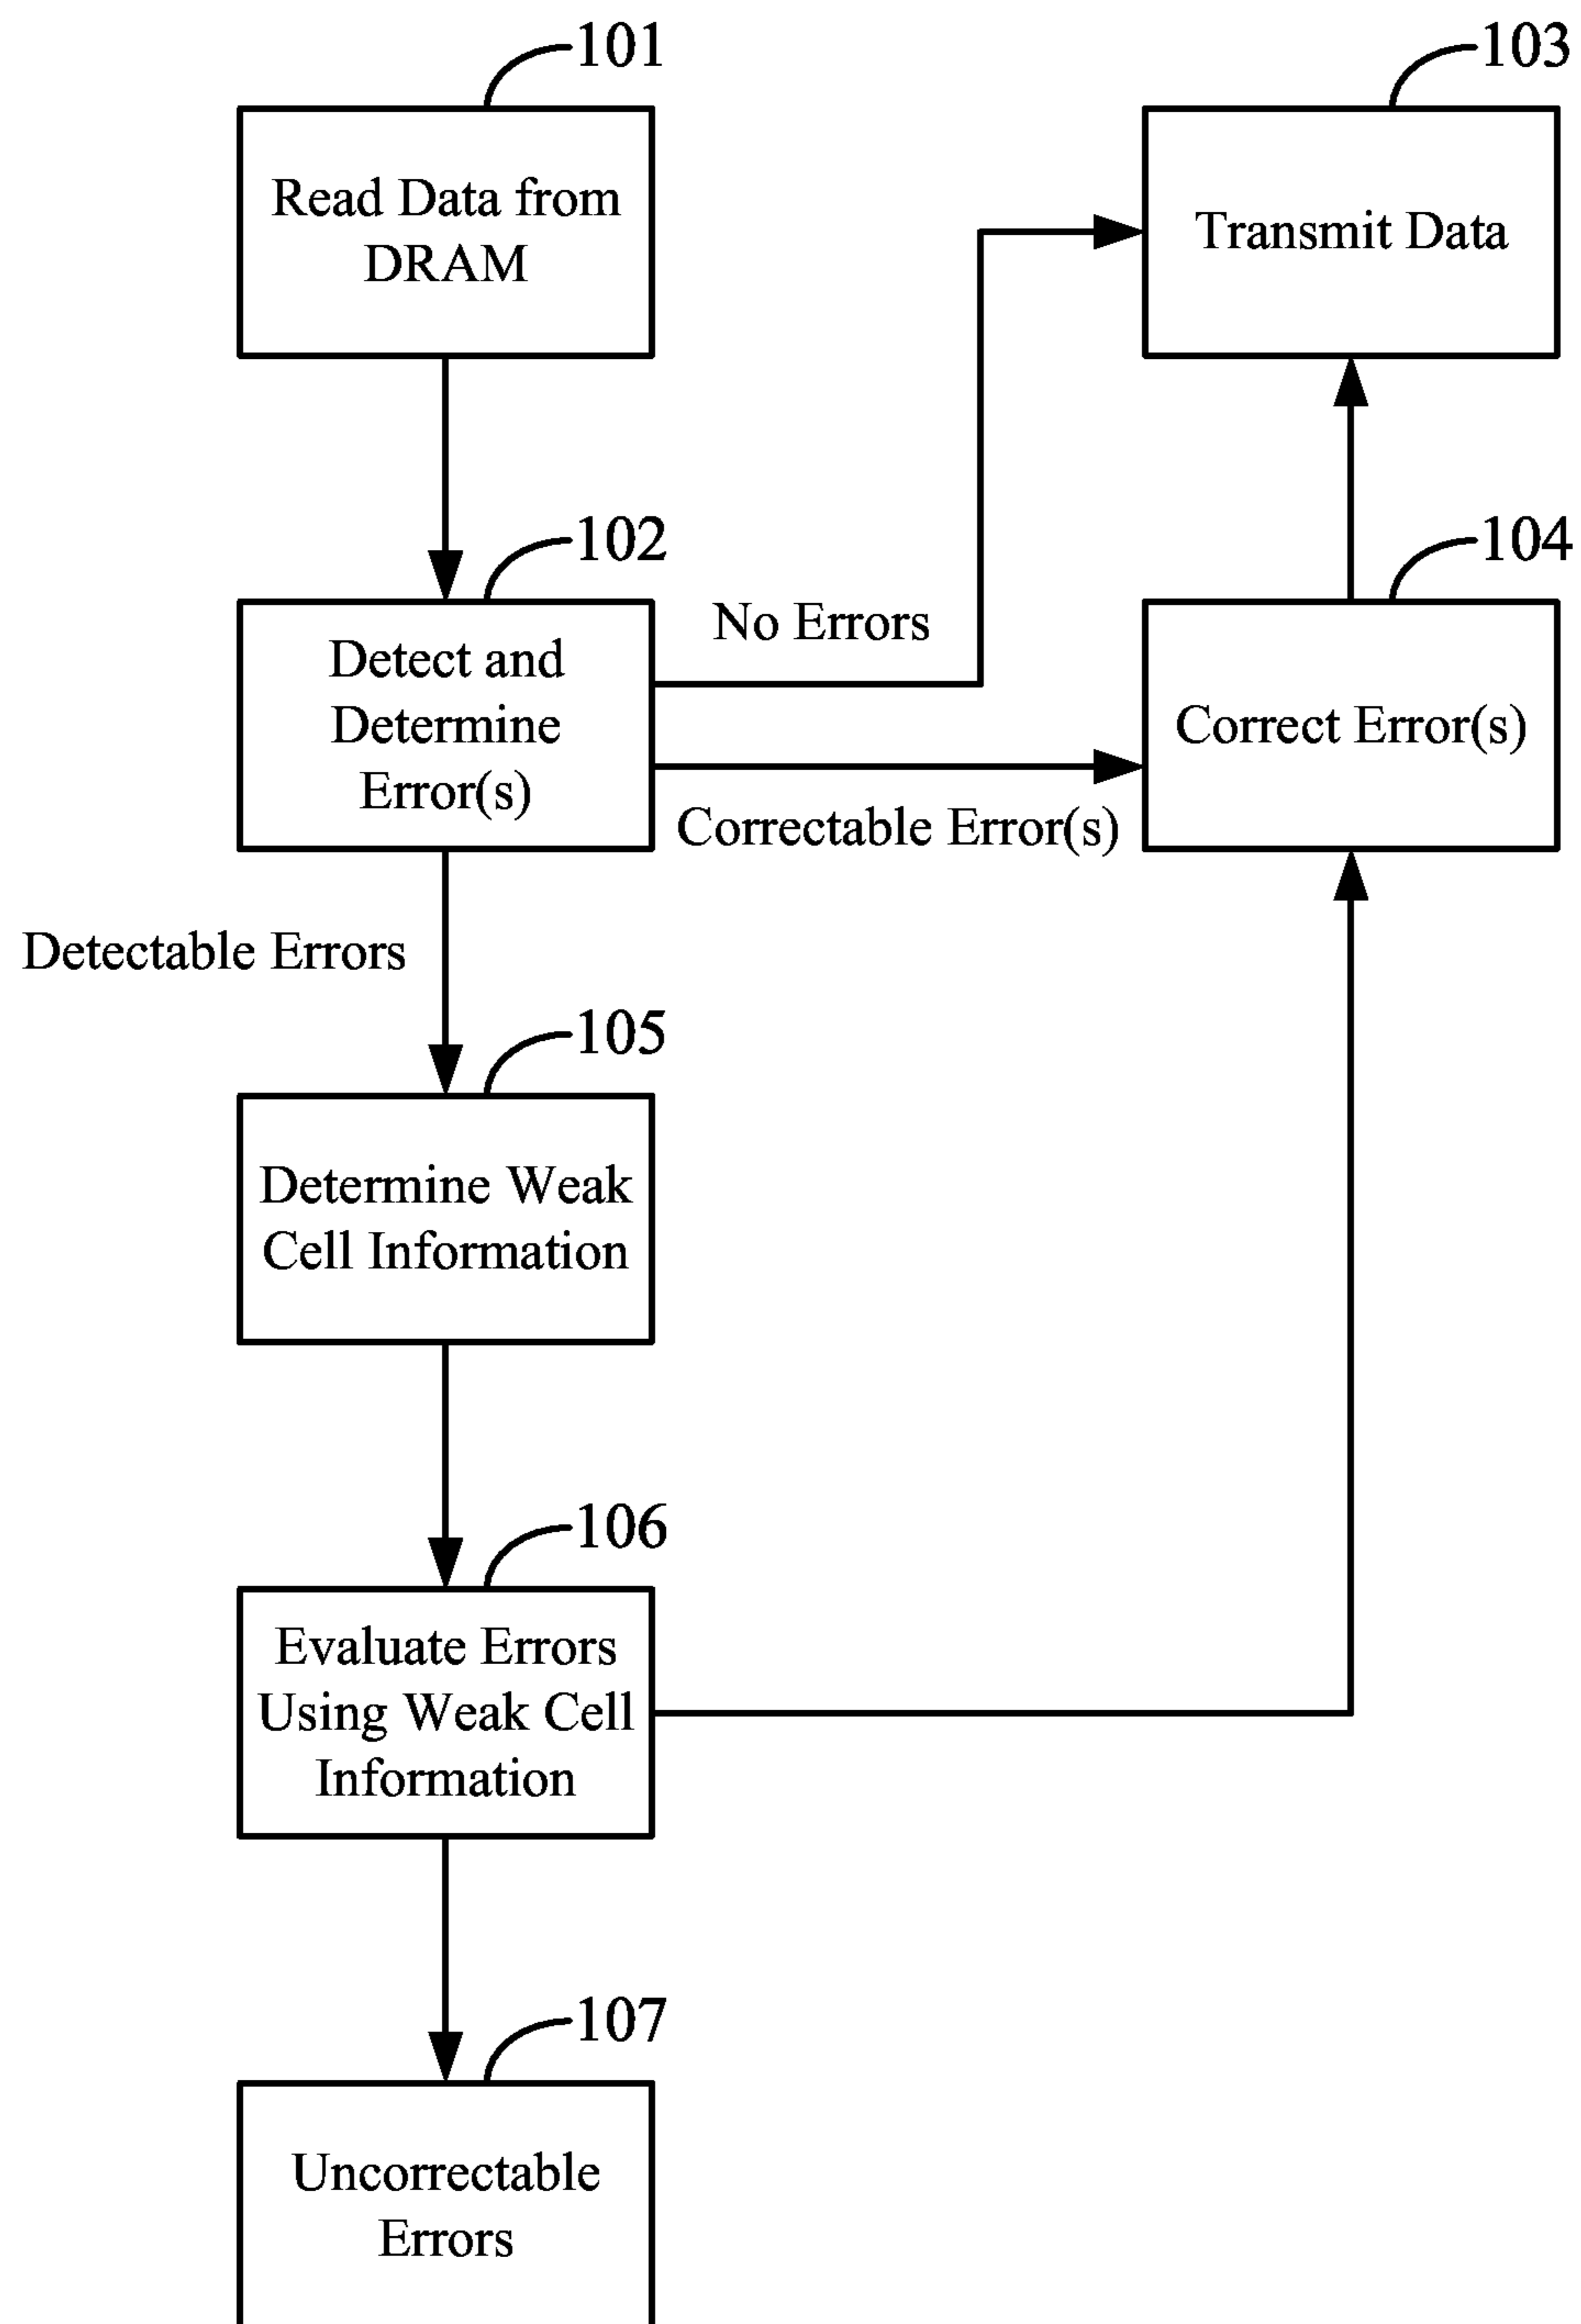 101
Read Data from
DRAM
103
Transmit Data
102
Detect and
Determine
Error(s)
No Errors
Correctable Error(s)
104
Correct Error(s)
Detectable Errors
105
Determine Weak
Cell Information
106
Evaluate Errors
Using Weak Cell
Information
107
Uncorrectable
Errors